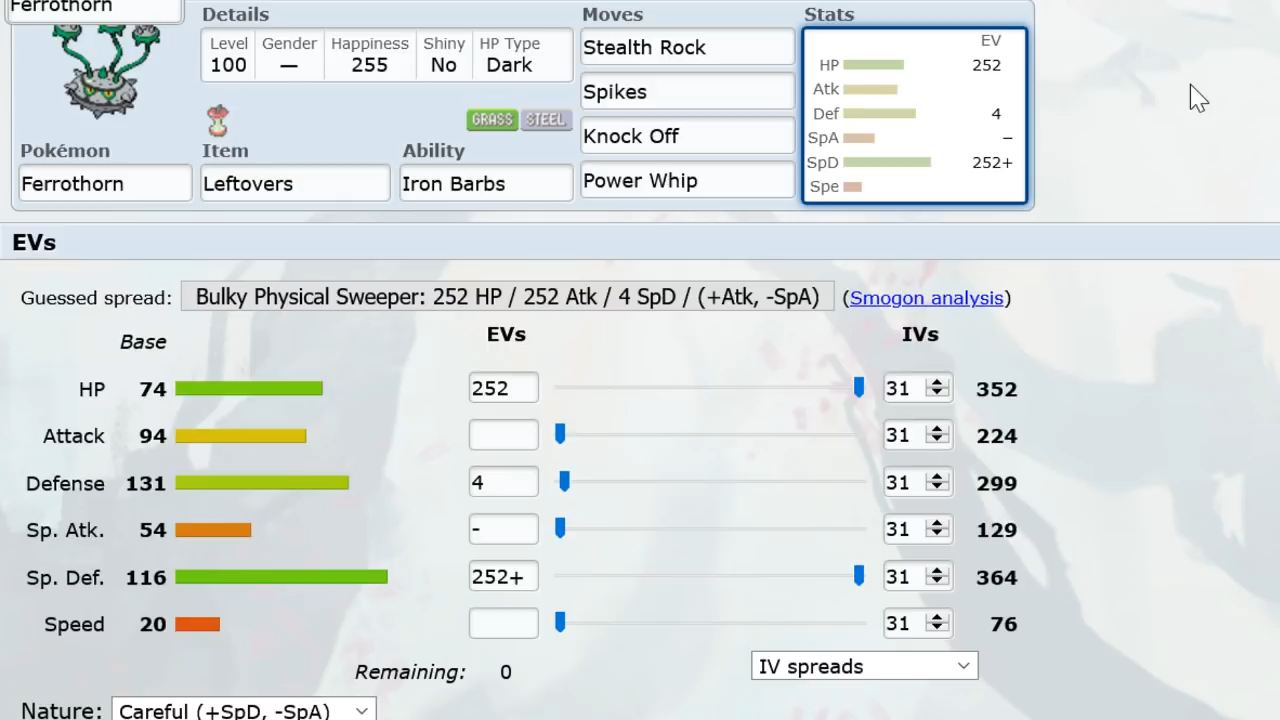 Ferrothorn
Details
Moves
Stats
Level Gender Happiness Shiny HP Type
100 — 255 No Dark
Stealth Rock
Spikes
Knock Off
Power Whip
EV
HP 252
Atk
Def 4
SpA –
SpD 252+
Spe
GRASS STEEL
Pokémon Item Ability
Ferrothorn Leftovers Iron Barbs
EVs
Guessed spread: Bulky Physical Sweeper: 252 HP / 252 Atk / 4 SpD / (+Atk, -SpA) (Smogon analysis)
Base EVs IVs
HP 74 252 31 352
Attack 94 31 224
Defense 131 4 31 299
Sp. Atk. 54 - 31 129
Sp. Def. 116 252+ 31 364
Speed 20 31 76
Remaining: 0 IV spreads
Nature: Careful (+SpD, -SpA)